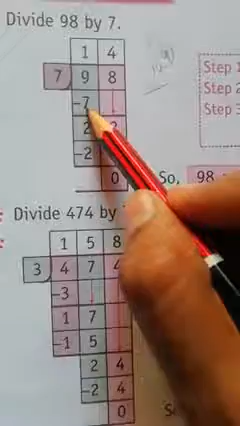 Divide 98 by 7.
1 4
7 9 8
Step 1
Step 2
Step 3
-7
2
-2
0
So, 98
Divide 474 by
1 5 8
3 4 7 4
-3
1 7
-1 5
2 4
-2 4
0